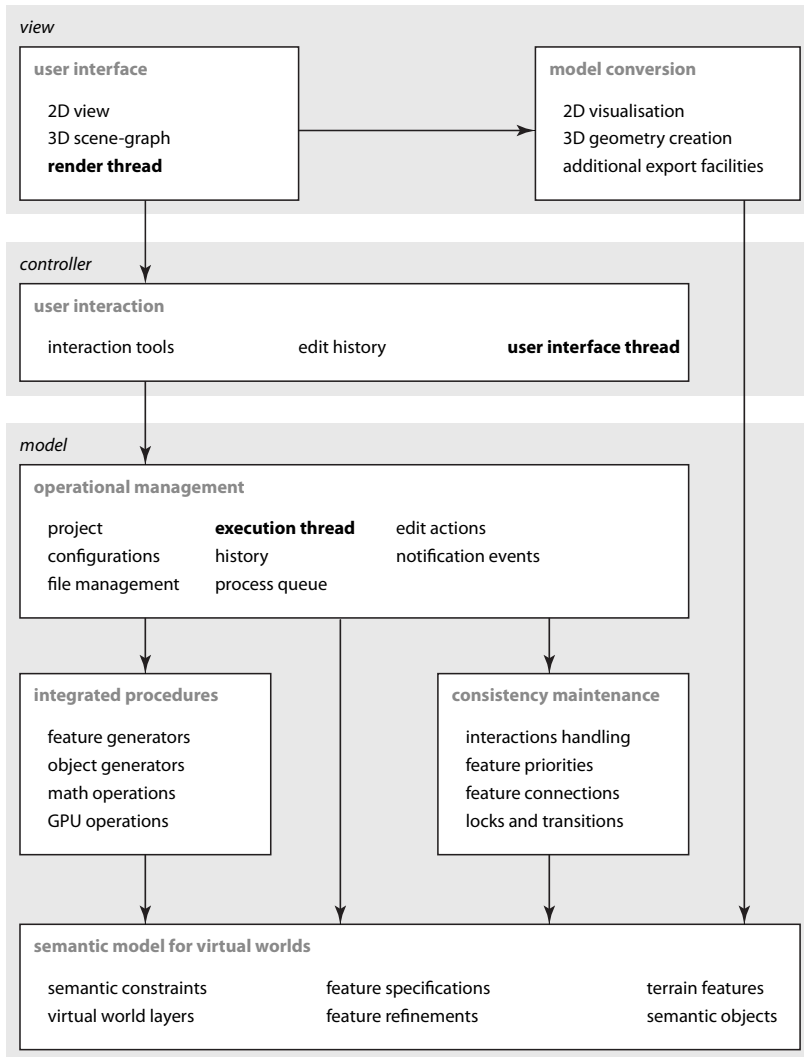 view
user interface
2D view
3D scene-graph
render thread
model conversion
2D visualisation
3D geometry creation
additional export facilities
controller
user interaction
interaction tools
edit history
user interface thread
model
operational management
project
configurations
file management
execution thread
history
process queue
edit actions
notification events
integrated procedures
feature generators
object generators
math operations
GPU operations
consistency maintenance
interactions handling
feature priorities
feature connections
locks and transitions
semantic model for virtual worlds
semantic constraints
virtual world layers
feature specifications
feature refinements
terrain features
semantic objects